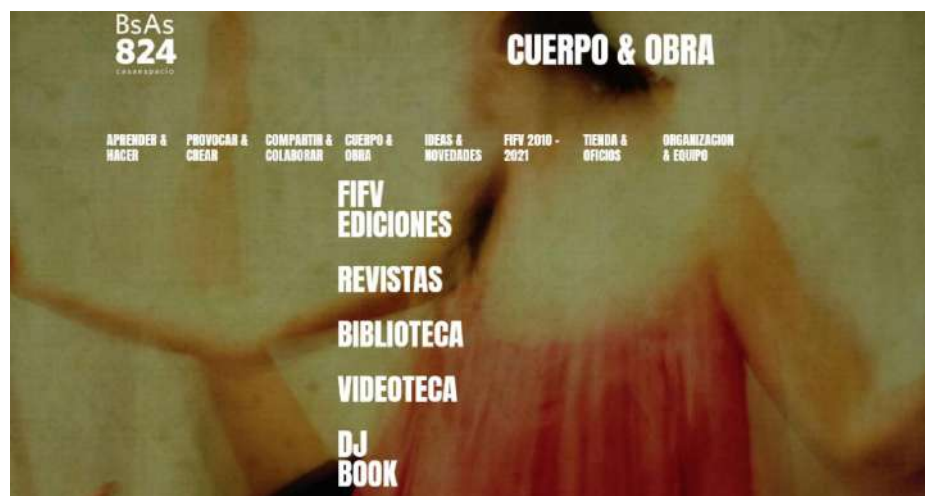 BsAs
824
casaespacio
CUERPO & OBRA
APRENDER &
HACER
PROVOCAR &
CREAR
COMPARTIR &
COLABORAR
CUERPO &
OBRA
IDEAS &
NOVEDADES
FIFV 2010 -
2021
TIENDA &
OFICIOS
ORGANIZACION
& EQUIPO
FIFV
EDICIONES
REVISTAS
BIBLIOTECA
VIDEOTECA
DJ
BOOK